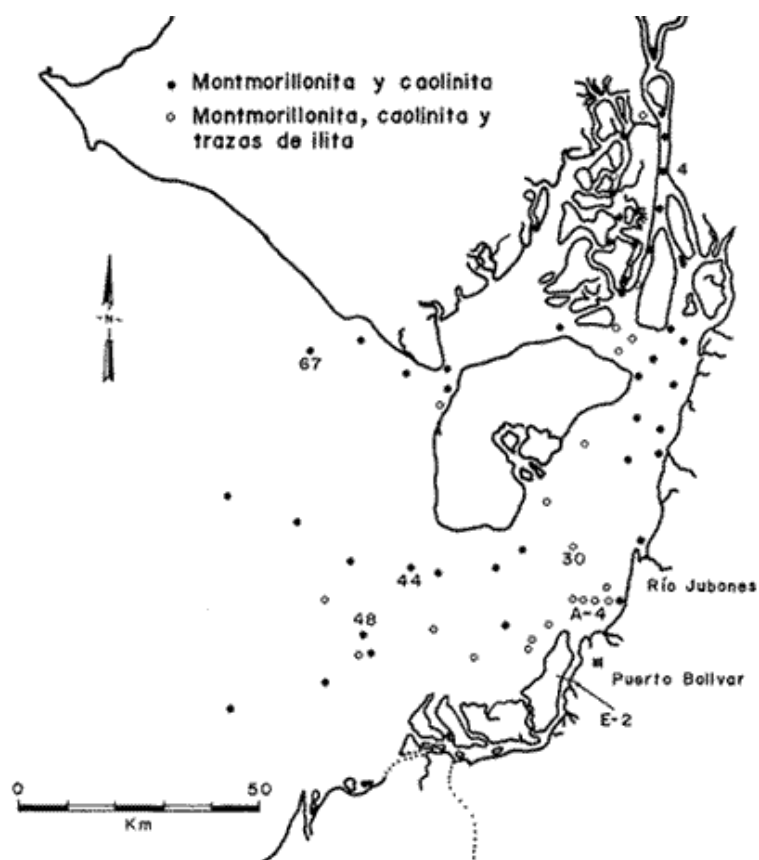 Montmorillonita y caolinita
Montmorillonita, caolinita y
trazas de ilita
4
N
67
30
44
Río Jubones
A-4
48
Puerto Bolívar
E-2
0 50
Km